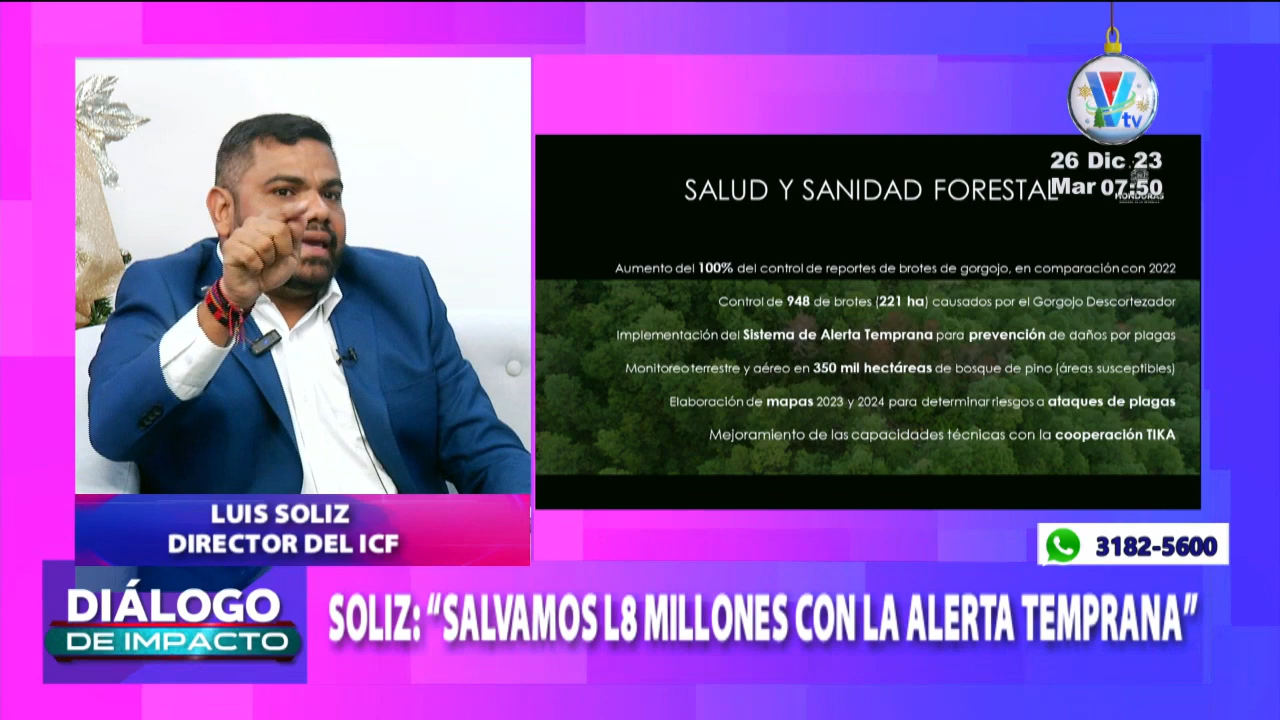 V
tv
26 Dic 23
Mar 07:50
HONDURAS
SALUD Y SANIDAD FORESTAL
Aumento del 100% del control de reportes de brotes de gorgojo, en comparación con 2022
Control de 948 de brotes (221 ha) causados por el Gorgojo Descortezador
Implementación del Sistema de Alerta Temprana para prevención de daños por plagas
Monitoreo terrestre y aéreo en 350 mil hectáreas de bosque de pino (áreas susceptibles)
Elaboración de mapas 2023 y 2024 para determinar riesgos a ataques de plagas
Mejoramiento de las capacidades técnicas con la cooperación TIKA
LUIS SOLIZ
DIRECTOR DEL ICF
3182-5600
DIÁLOGO
DE IMPACTO
SOLIZ: “SALVAMOS L8 MILLONES CON LA ALERTA TEMPRANA”